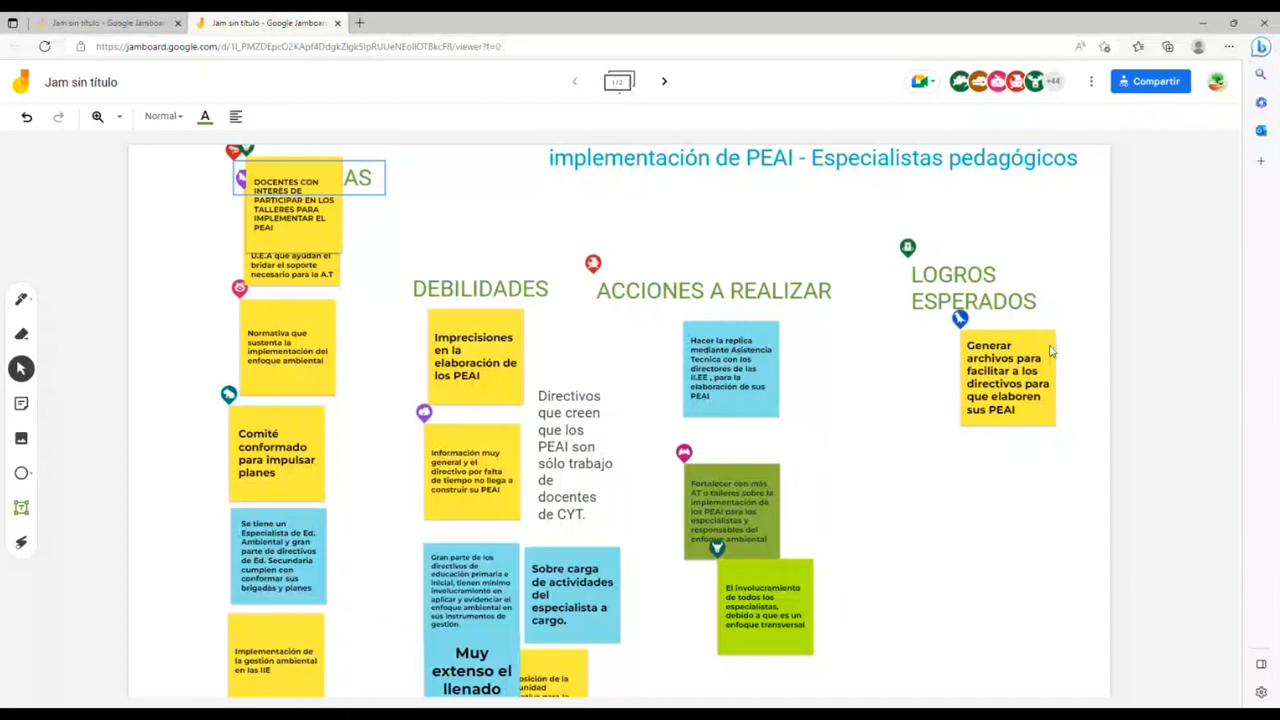 Jam sin título - Google Jamboa
Jam sin título - Google Jamboar
https://jamboard.google.com/d/
Jam sin título
1/2
+44
Compartir
Normal
implementación de PEAI - Especialistas pedagógicos
AS
DOCENTES CON
INTERÉS DE
PARTICIPAR EN LOS
TALLERES PARA
IMPLEMENTAR EL
PEAI
U.E.A que ayudan el
bridar el soporte
necesario para la A.T
Normativa que
sustenta la
implementación del
enfoque ambiental
Comité
conformado
para impulsar
planes
Se tiene un
Especialista de Ed.
Ambiental y gran
parte de directivos
de Ed. Secundaria
cumplen con
conformar sus
brigadas y planes
Implementación de
la gestión ambiental
en las IIE
DEBILIDADES
Imprecisiones
en la
elaboración de
los PEAI
Información muy
general y el
directivo por falta
de tiempo no llega a
construir su PEAI
Directivos
que creen
que los
PEAI son
sólo trabajo
de
docentes
de CYT.
Gran parte de los
directivos de
educación primaria e
inicial, tienen mínimo
involucramiento en
aplicar y evidenciar el
enfoque ambiental en
sus instrumentos de
gestión
Sobre carga
de actividades
del
especialista a
cargo.
Muy
extenso el
llenado
osición de la
unidad
ACCIONES A REALIZAR
Hacer la replica
mediante Asistencia
Tecnica con los
directores de las
II.EE , para la
elaboración de sus
PEAI
Fortalecer con más
AT o talleres sobre la
implementación de
los PEAI para los
especialistas y
responsables del
enfoque ambiental
El involucramiento
de todos los
especialistas,
debido a que es un
enfoque transversal
LOGROS
ESPERADOS
Generar
archivos para
facilitar a los
directivos para
que elaboren
sus PEAI